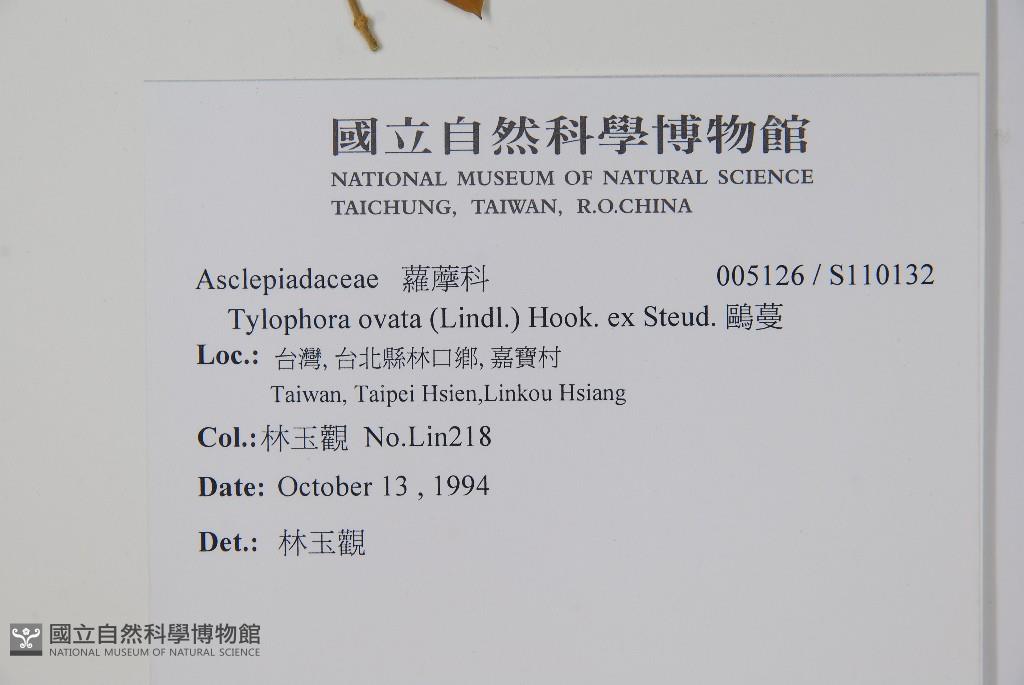 國立自然科學博物館
NATIONAL MUSEUM OF NATURAL SCIENCE
TAICHUNG, TAIWAN, R.O.CHINA
Asclepiadaceae 蘿藦科 005126 / S110132
Tylophora ovata (Lindl.) Hook. ex Steud. 鷗蔓
Loc.: 台灣, 台北縣林口鄉, 嘉寶村
Taiwan, Taipei Hsien,Linkou Hsiang
Col.: 林玉觀 No.Lin218
Date: October 13 , 1994
Det.: 林玉觀
國立自然科學博物館
NATIONAL MUSEUM OF NATURAL SCIENCE